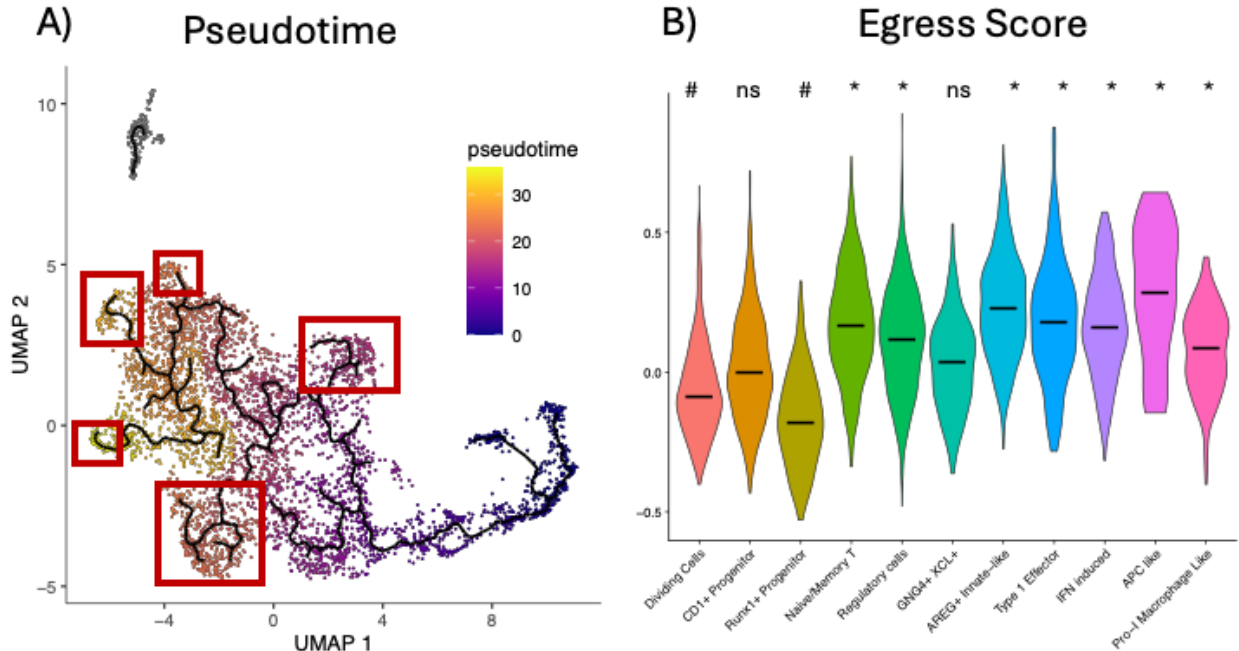 A) Pseudotime
10
5
0
−5
UMAP 2
−4 0 4 8
UMAP 1
pseudotime
30
20
10
0
B) Egress Score
# ns # * * ns * * * * *
0.5
0.0
−0.5
Dividing Cells
CD1+ Progenitor
Runx1+ Progenitor
Naive/Memory T
Regulatory cells
GNG4+ XCL+
AREG+ Innate−like
Type 1 Effector
IFN induced
APC like
Pro−l Macrophage Like